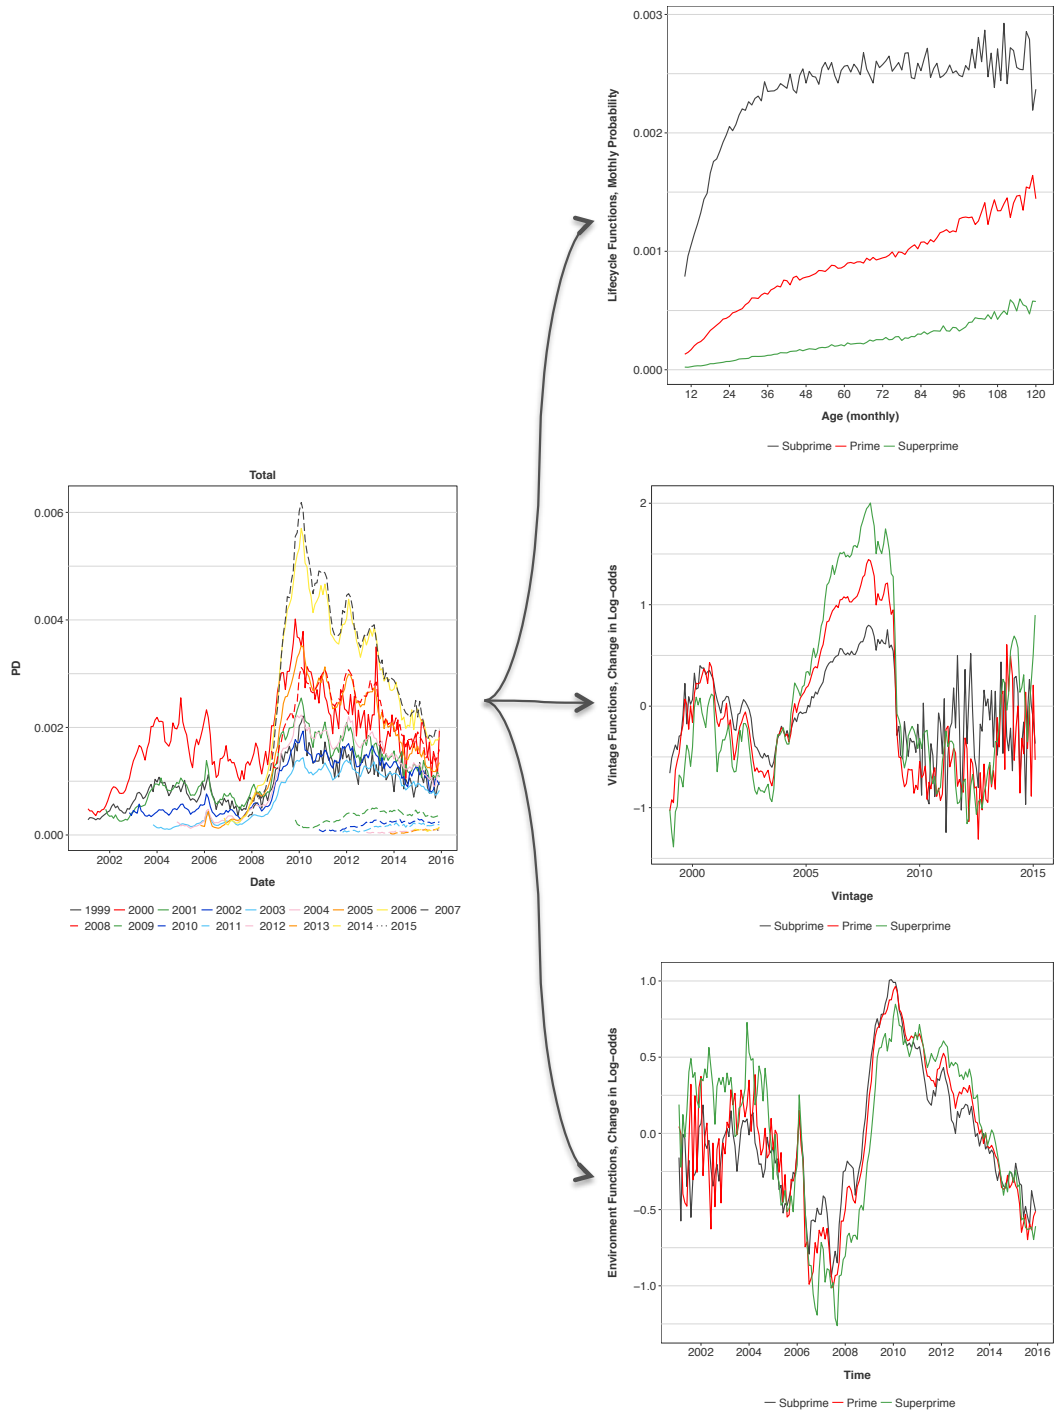 Total
PD
0.006
0.004
0.002
0.000
2002 2004 2006 2008 2010 2012 2014 2016
Date
1999 2000 2001 2002 2003 2004 2005 2006 2007
2008 2009 2010 2011 2012 2013 2014 2015
Lifecycle Functions, Mothly Probability
0.003
0.002
0.001
0.000
12 24 36 48 60 72 84 96 108 120
Age (monthly)
Subprime Prime Superprime
Vintage Functions, Change in Log−odds
2
1
0
−1
2000 2005 2010 2015
Vintage
Subprime Prime Superprime
Environment Functions, Change in Log−odds
1.0
0.5
0.0
−0.5
−1.0
2002 2004 2006 2008 2010 2012 2014 2016
Time
Subprime Prime Superprime